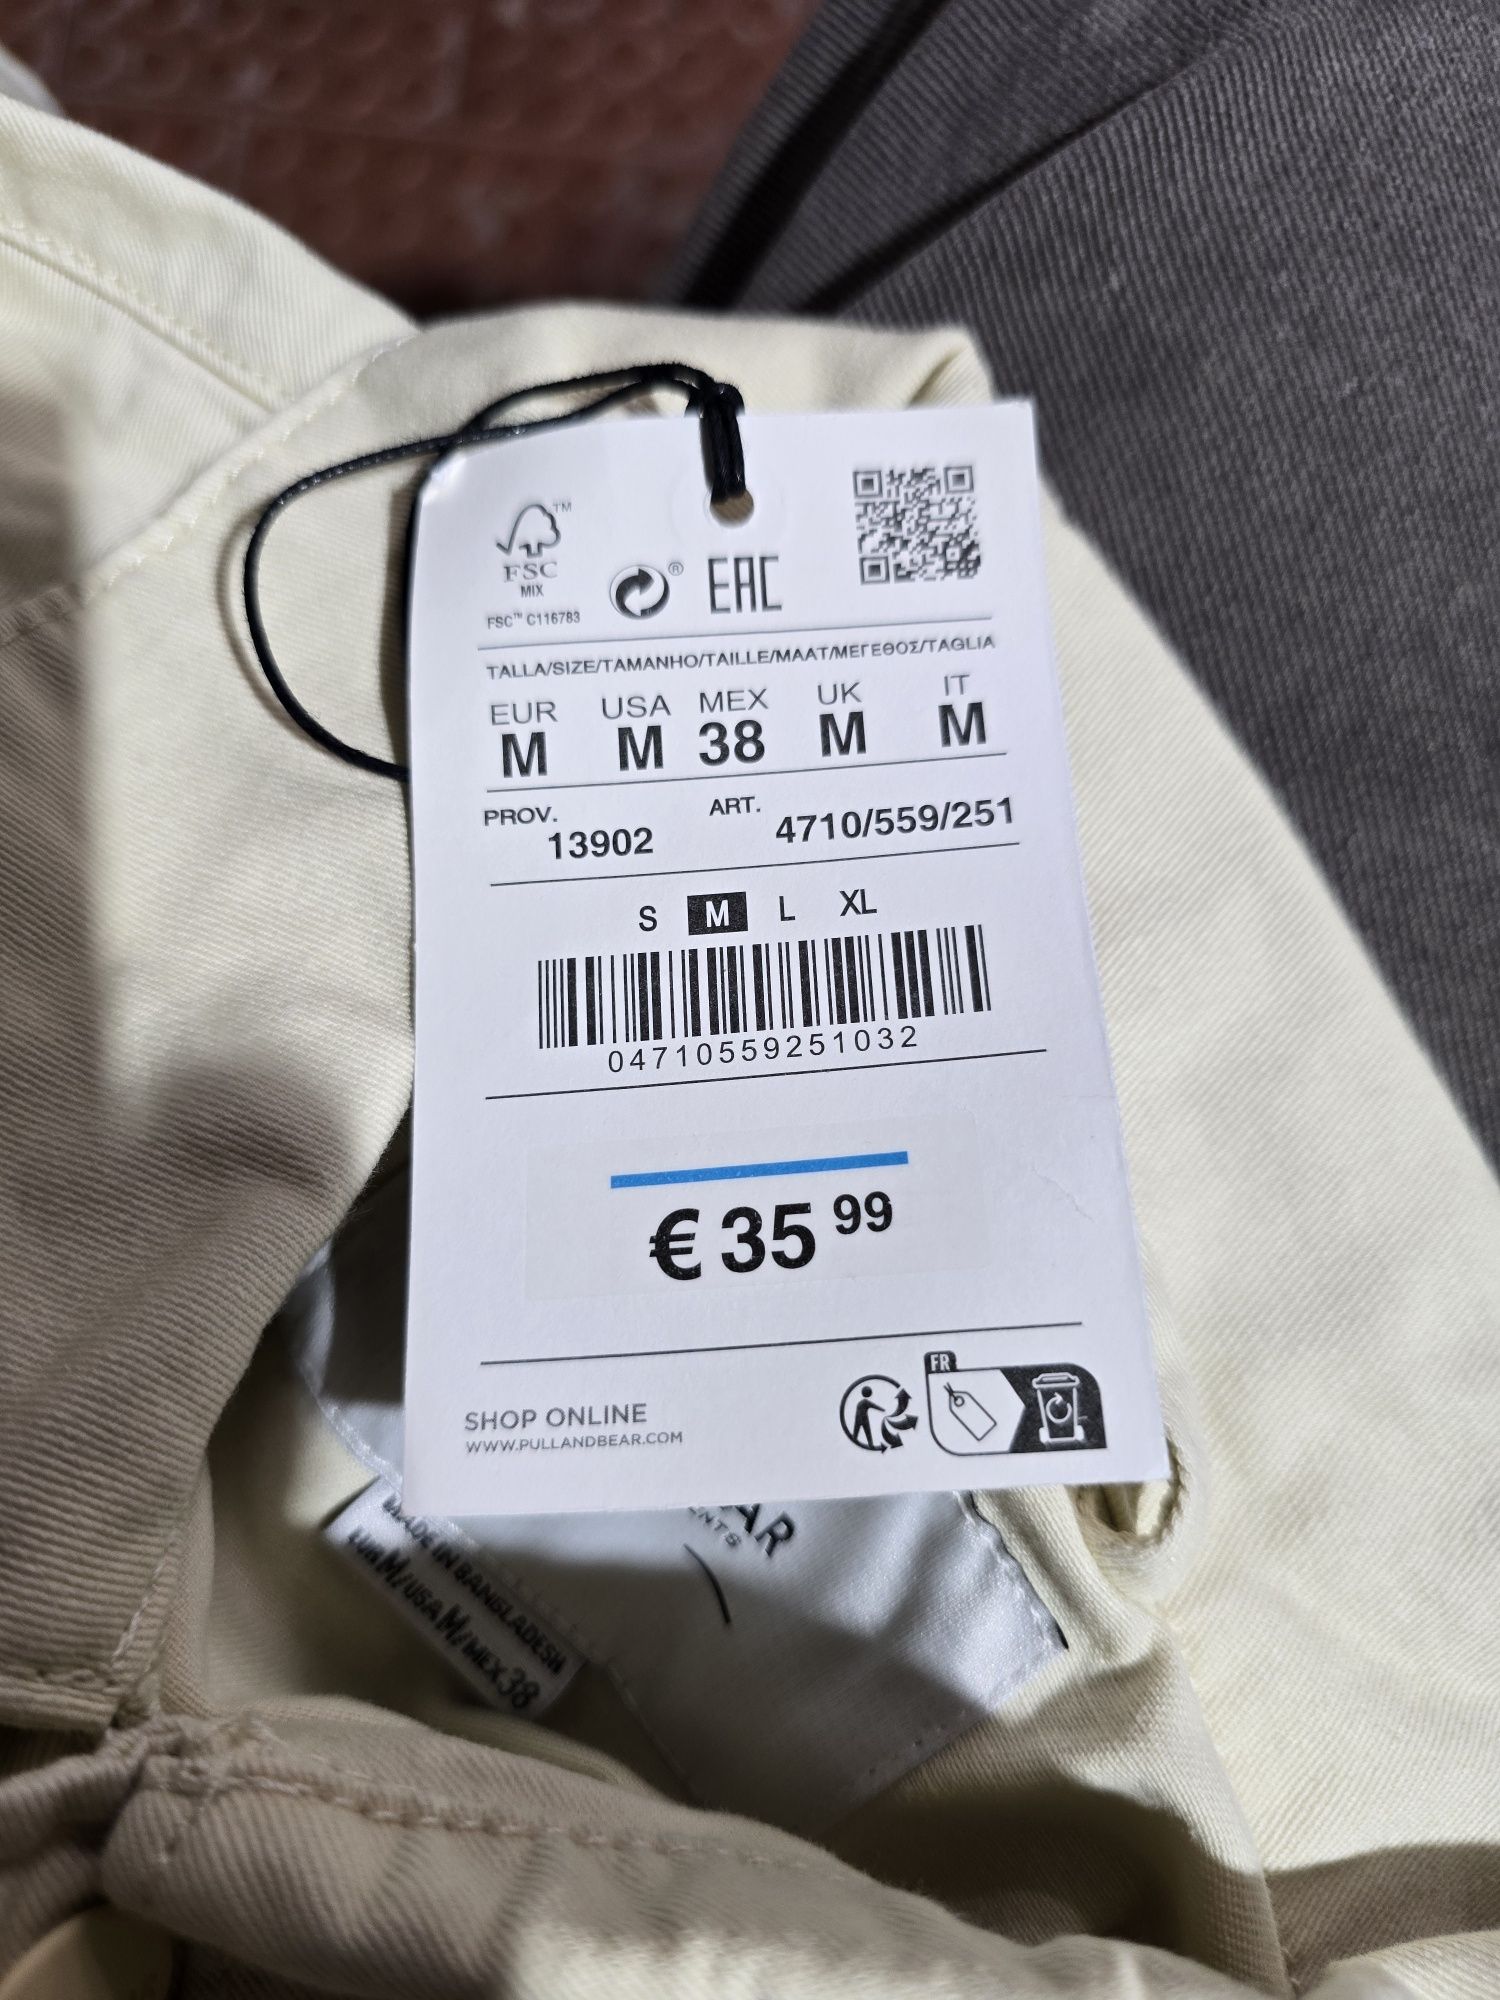 FSC™
MIX
FSC™ C116783
® EAC
TALLA/SIZE/TAMANHO/TAILLE/MAAT/ΜΕΓΕΘΟΣ/TAGLIA
EUR USA MEX UK IT
M M 38 M M
PROV. ART.
13902 4710/559/251
S M L XL
04710559251032
€ 35 99
FR
SHOP ONLINE
WWW.PULLANDBEAR.COM
MADE IN BANGLADESH
EUR M/USA M/MEX 38